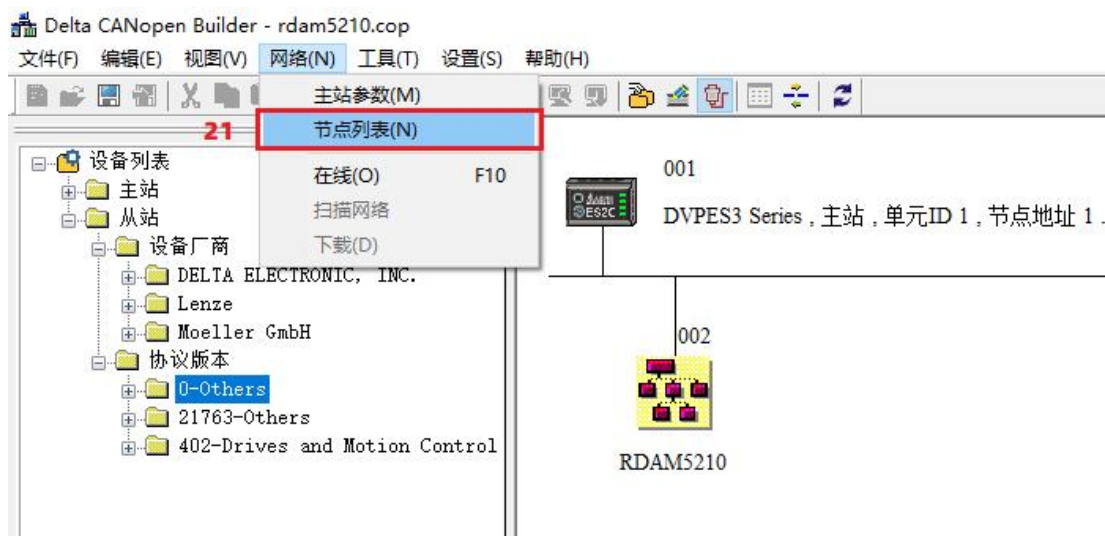 Delta CANopen Builder - rdam5210.cop
文件(F) 编辑(E) 视图(V) 网络(N) 工具(T) 设置(S) 帮助(H)
主站参数(M)
21 节点列表(N)
在线(O) F10
扫描网络
下载(D)
设备列表
主站
从站
设备厂商
DELTA ELECTRONIC, INC.
Lenze
Moeller GmbH
协议版本
0-Others
21763-Others
402-Drives and Motion Control
001
ES2C
DVPES3 Series , 主站 , 单元ID 1 , 节点地址 1 .
002
RDAM5210